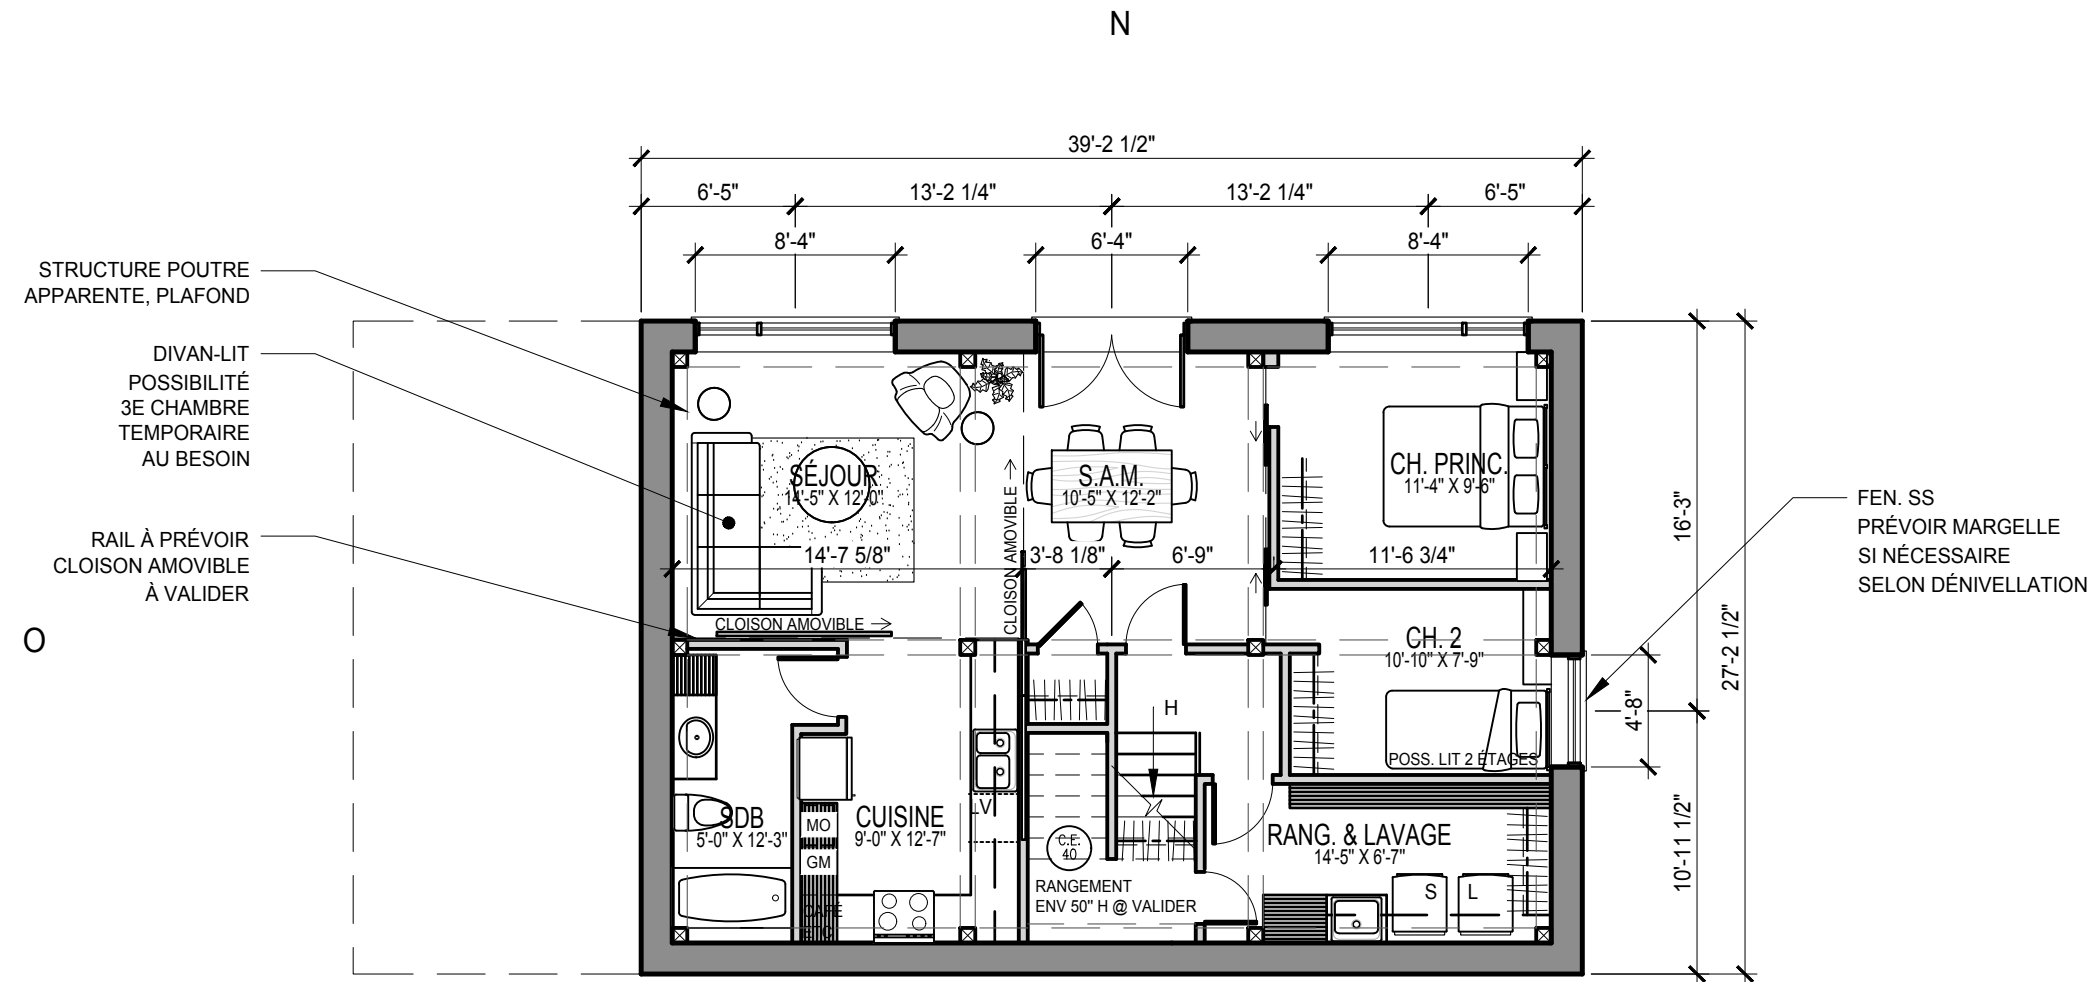 N
39'-2 1/2"
6'-5"
13'-2 1/4"
13'-2 1/4"
6'-5"
8'-4"
6'-4"
8'-4"
STRUCTURE POUTRE
APPARENTE, PLAFOND
DIVAN-LIT
POSSIBILITÉ
3E CHAMBRE
TEMPORAIRE
AU BESOIN
RAIL À PRÉVOIR
CLOISON AMOVIBLE
À VALIDER
O
SÉJOUR
14'-5" X 12'-0"
S.A.M.
10'-5" X 12'-2"
CH. PRINC.
11'-4" X 9'-6"
14'-7 5/8"
3'-8 1/8"
6'-9"
11'-6 3/4"
CLOISON AMOVIBLE
CLOISON AMOVIBLE
CH. 2
10'-10" X 7'-9"
POSS. LIT 2 ÉTAGES
H
SDB
5'-0" X 12'-3"
MO
GM
CUISINE
9'-0" X 12'-7"
LV
CAFÉ
ETC.
C.E.
40
RANGEMENT
ENV 50" H @ VALIDER
RANG. & LAVAGE
14'-5" X 6'-7"
S
L
16'-3"
27'-2 1/2"
4'-8"
10'-11 1/2"
FEN. SS
PRÉVOIR MARGELLE
SI NÉCESSAIRE
SELON DÉNIVELLATION